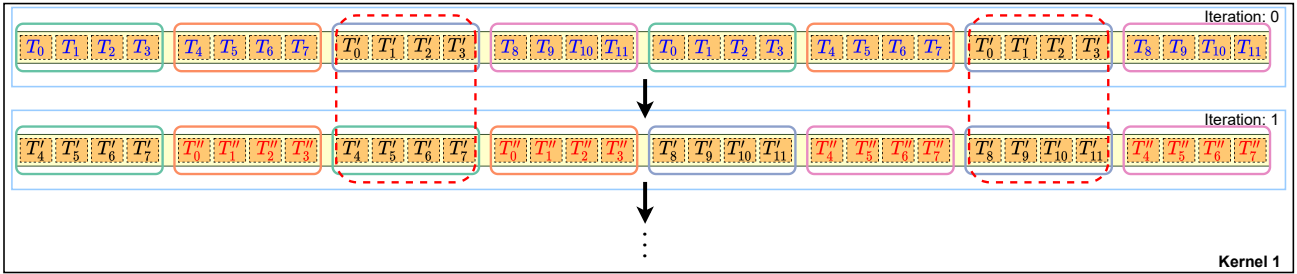 Iteration: 0
T₀ T₁ T₂ T₃ T₄ T₅ T₆ T₇ T′₀ T′₁ T′₂ T′₃ T₈ T₉ T₁₀ T₁₁ T₀ T₁ T₂ T₃ T₄ T₅ T₆ T₇ T′₀ T′₁ T′₂ T′₃ T₈ T₉ T₁₀ T₁₁
Iteration: 1
T′₄ T′₅ T′₆ T′₇ T″₀ T″₁ T″₂ T″₃ T′₄ T′₅ T′₆ T′₇ T″₀ T″₁ T″₂ T″₃ T′₈ T′₉ T′₁₀ T′₁₁ T″₄ T″₅ T″₆ T″₇ T′₈ T′₉ T′₁₀ T′₁₁ T″₄ T″₅ T″₆ T″₇
⋮
Kernel 1